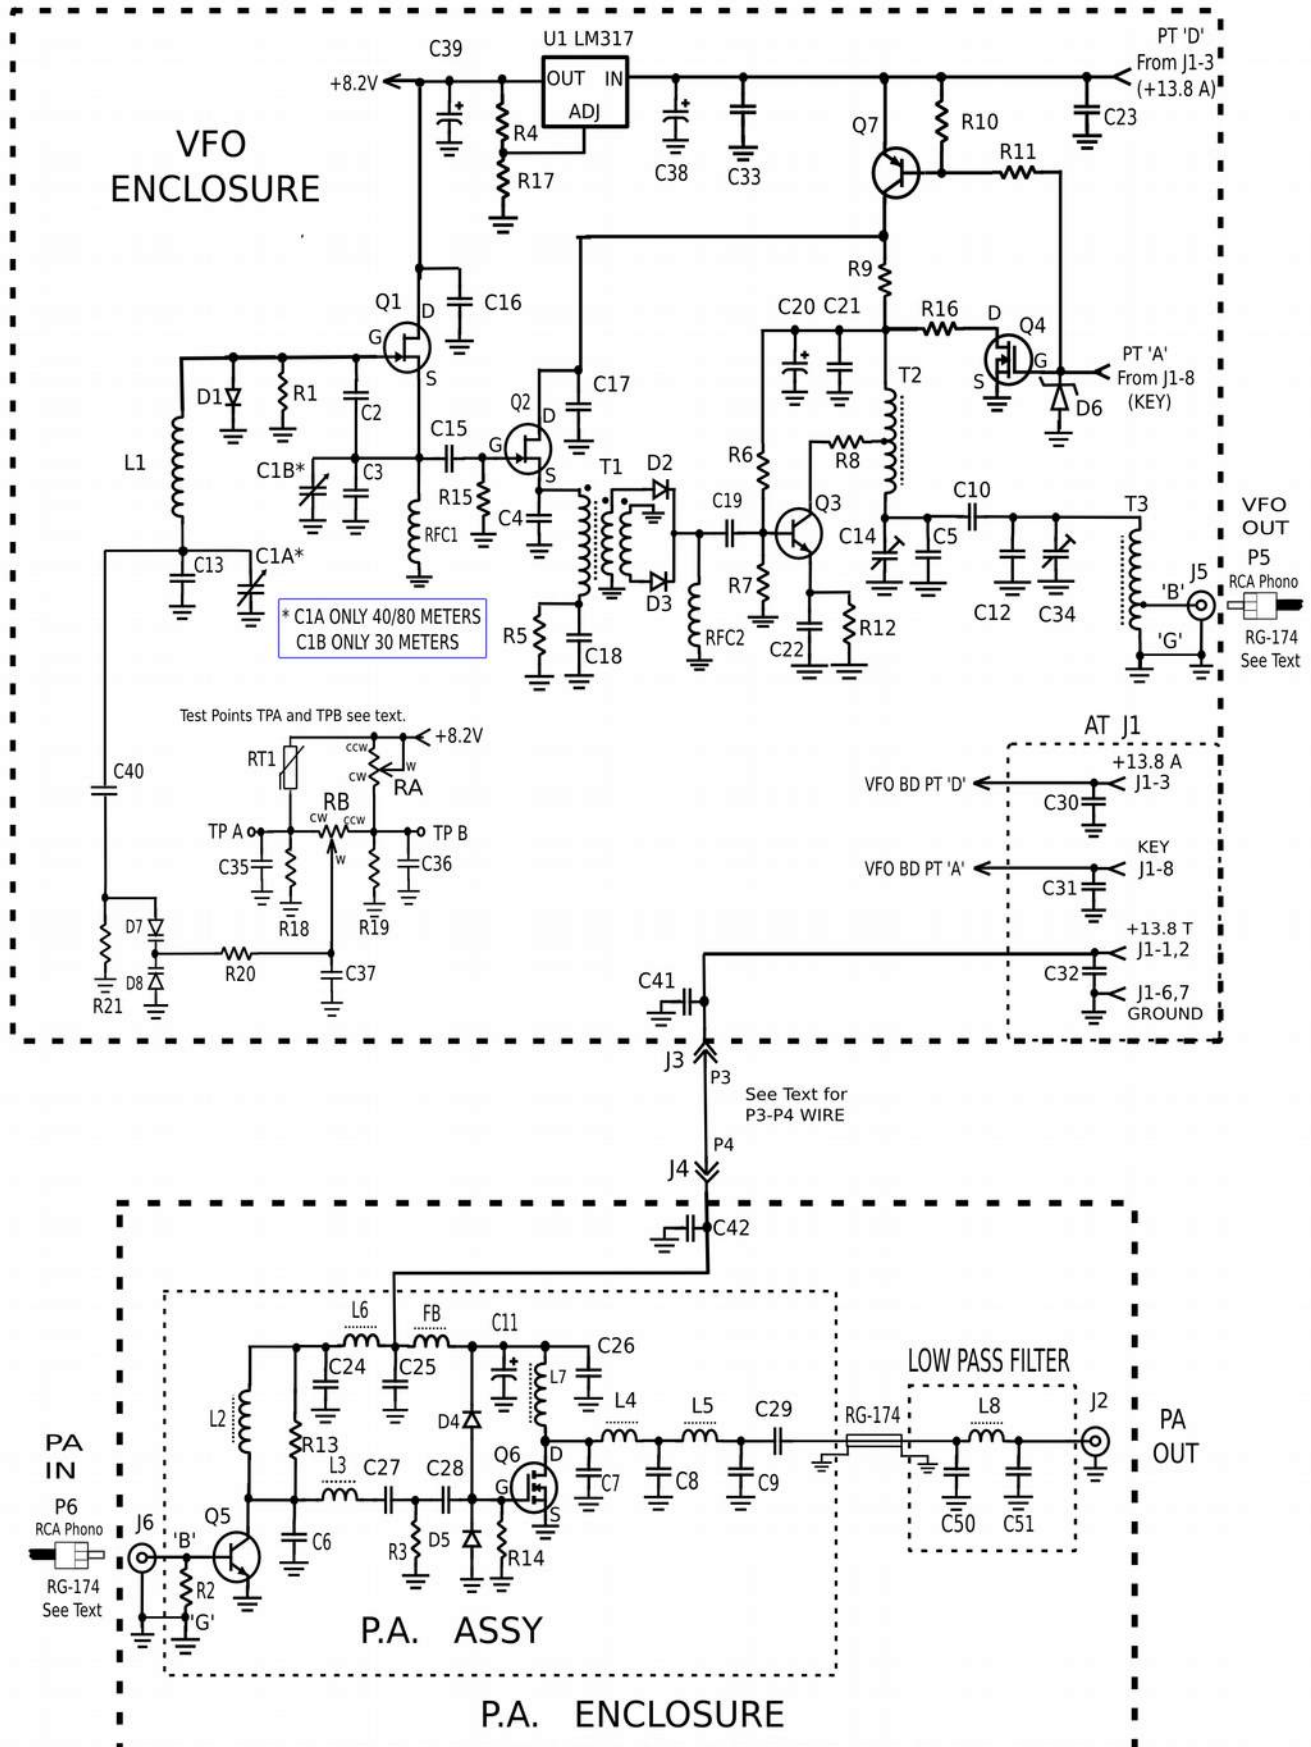 PT 'D'
From J1-3
(+13.8 A)
C39
U1 LM317
+8.2V
OUT IN
ADJ
R4
R17
C38
C33
Q7
R10
R11
C23
VFO
ENCLOSURE
R9
Q1
D
G
S
C16
C20 C21
R16
D
Q4
G
S
PT 'A'
From J1-8
(KEY)
D6
D1
R1
C2
C17
T2
Q2
D
G
S
L1
C1B*
C3
C15
R15
RFC1
C4
T1
D2
D3
R6
R8
C19
Q3
C14
C5
C10
T3
VFO
OUT
P5
RCA Phono
J5
'B'
'G'
RG-174
See Text
C13
C1A*
* C1A ONLY 40/80 METERS
C1B ONLY 30 METERS
R5
C18
RFC2
R7
C22
R12
C12
C34
Test Points TPA and TPB see text.
RT1
ccw
cw
w
+8.2V
RA
C40
RB
cw
ccw
w
TP A
TP B
C35
C36
R18
R19
D7
D8
R20
C37
R21
AT J1
+13.8 A
VFO BD PT 'D'
J1-3
C30
KEY
VFO BD PT 'A'
J1-8
C31
+13.8 T
J1-1,2
C32
J1-6,7
GROUND
C41
J3
P3
See Text for
P3-P4 WIRE
P4
J4
C42
L6
FB
C11
C26
C24
C25
L7
L2
R13
D4
L4
L5
C29
RG-174
LOW PASS FILTER
L8
J2
PA
OUT
L3
C27
C28
Q6
D
G
S
C7
C8
C9
C50
C51
PA
IN
P6
RCA Phono
J6
'B'
Q5
C6
R3
D5
R14
RG-174
See Text
R2
'G'
P.A. ASSY
P.A. ENCLOSURE